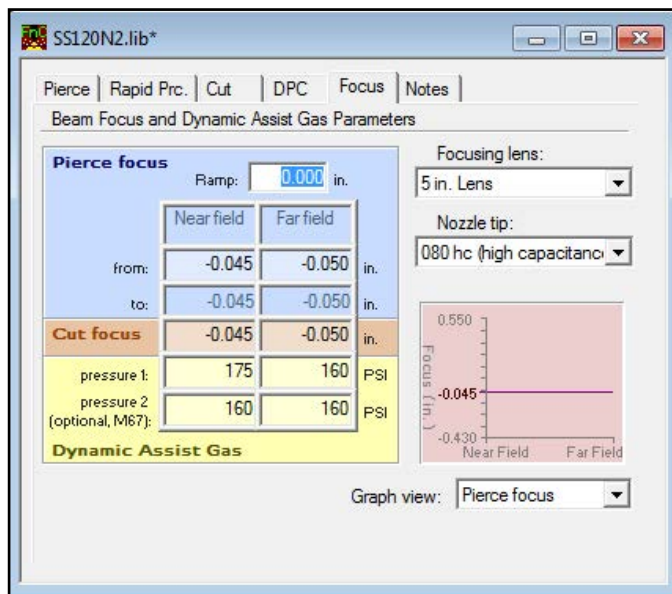 SS120N2.lib*
Pierce Rapid Prc. Cut DPC Focus Notes
Beam Focus and Dynamic Assist Gas Parameters
Pierce focus
Ramp: 0.000 in.
Near field Far field
from: -0.045 -0.050 in.
to: -0.045 -0.050 in.
Cut focus -0.045 -0.050 in.
pressure 1: 175 160 PSI
pressure 2
(optional, M67): 160 160 PSI
Dynamic Assist Gas
Focusing lens:
5 in. Lens
Nozzle tip:
080 hc (high capacitanc
0.550
-0.045
-0.430
Focus (in.)
Near Field Far Field
Graph view: Pierce focus